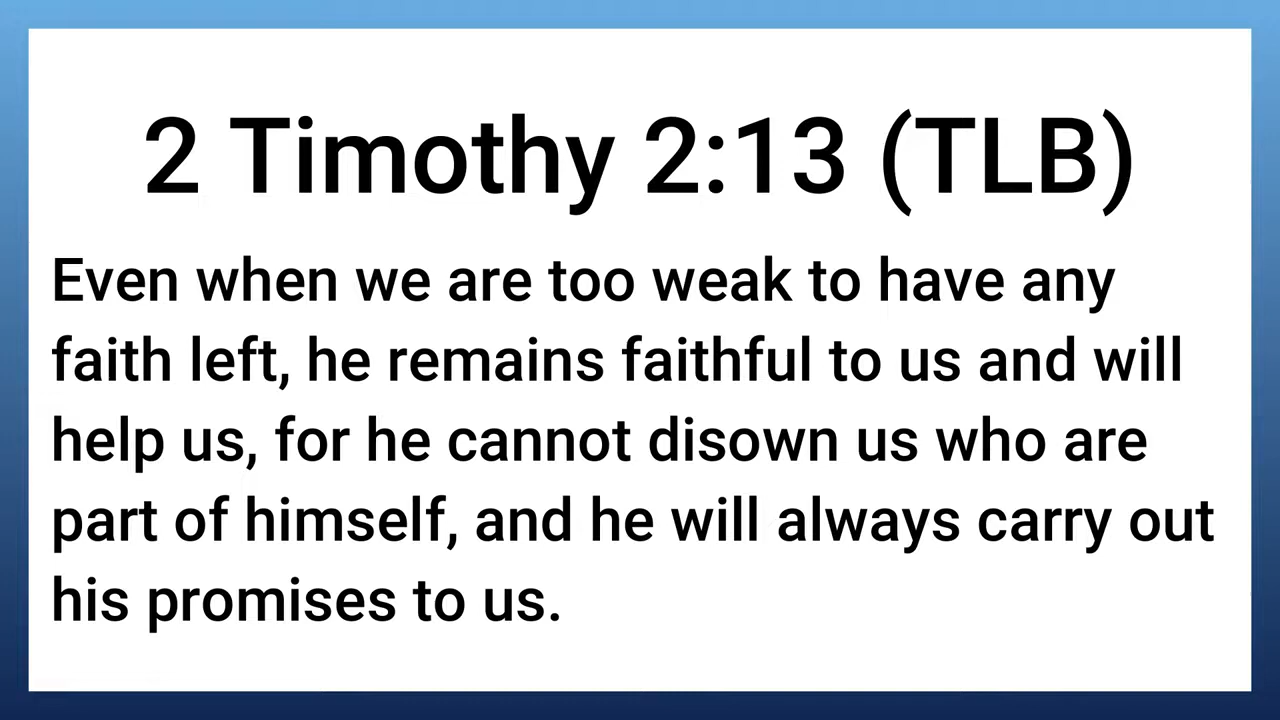 2 Timothy 2:13 (TLB)
Even when we are too weak to have any
faith left, he remains faithful to us and will
help us, for he cannot disown us who are
part of himself, and he will always carry out
his promises to us.